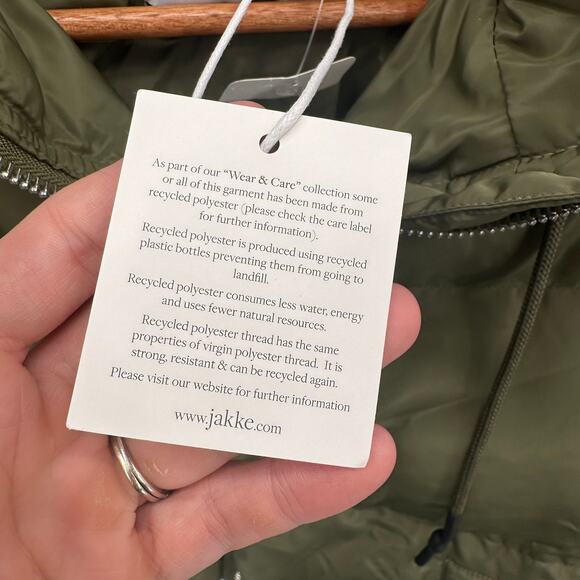 As part of our “Wear & Care” collection some
or all of this garment has been made from
recycled polyester (please check the care label
for further information).
Recycled polyester is produced using recycled
plastic bottles preventing them from going to
landfill.
Recycled polyester consumes less water, energy
and uses fewer natural resources.
Recycled polyester thread has the same
properties of virgin polyester thread. It is
strong, resistant & can be recycled again.
Please visit our website for further information
www.jakke.com